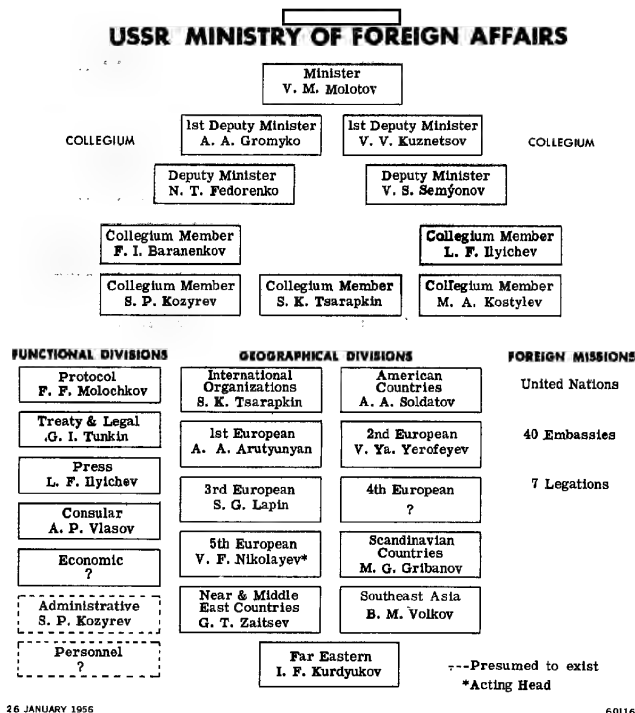 USSR MINISTRY OF FOREIGN AFFAIRS
Minister
V. M. Molotov
COLLEGIUM
1st Deputy Minister
A. A. Gromyko
1st Deputy Minister
V. V. Kuznetsov
COLLEGIUM
Deputy Minister
N. T. Fedorenko
Deputy Minister
V. S. Semyonov
Collegium Member
F. I. Baranenkov
Collegium Member
L. F. Ilyichev
Collegium Member
S. P. Kozyrev
Collegium Member
S. K. Tsarapkin
Collegium Member
M. A. Kostylev
FUNCTIONAL DIVISIONS
Protocol
F. F. Molochkov
Treaty & Legal
G. I. Tunkin
Press
L. F. Ilyichev
Consular
A. P. Vlasov
Economic
?
Administrative
S. P. Kozyrev
Personnel
?
GEOGRAPHICAL DIVISIONS
International
Organizations
S. K. Tsarapkin
American
Countries
A. A. Soldatov
1st European
A. A. Arutyunyan
2nd European
V. Ya. Yerofeyev
3rd European
S. G. Lapin
4th European
?
5th European
V. F. Nikolayev*
Scandinavian
Countries
M. G. Gribanov
Near & Middle
East Countries
G. T. Zaitsev
Southeast Asia
B. M. Volkov
Far Eastern
I. F. Kurdyukov
FOREIGN MISSIONS
United Nations
40 Embassies
7 Legations
---Presumed to exist
*Acting Head
26 JANUARY 1956
60116